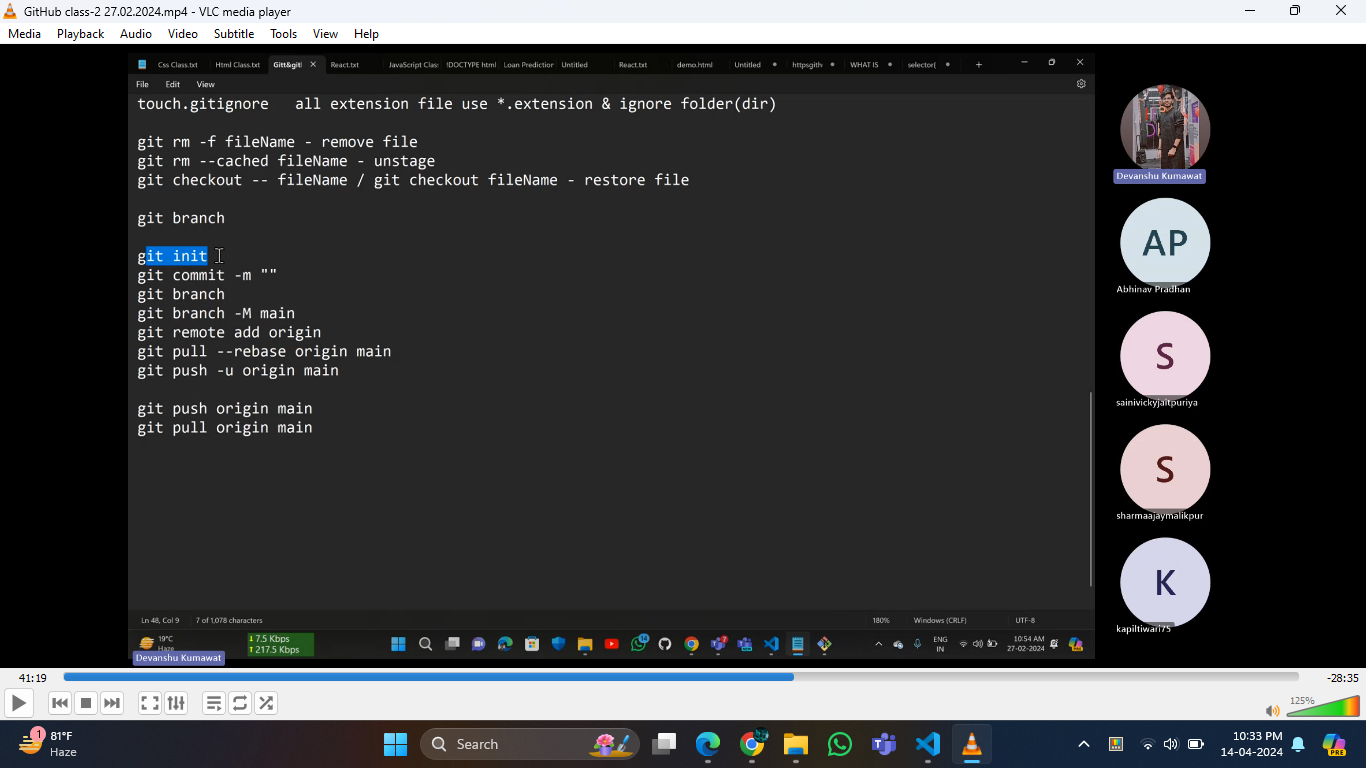 GitHub class-2 27.02.2024.mp4 - VLC media player
Media Playback Audio Video Subtitle Tools View Help
Css Class.txt Html Class.txt Gitt&gitl React.txt JavaScript Clas !DOCTYPE html Loan Prediction Untitled React.txt demo.html Untitled httpsgith WHAT IS selector(
File Edit View
touch.gitignore all extension file use *.extension & ignore folder(dir)
git rm -f fileName - remove file
git rm --cached fileName - unstage
git checkout -- fileName / git checkout fileName - restore file
git branch
git init
git commit -m ""
git branch
git branch -M main
git remote add origin
git pull --rebase origin main
git push -u origin main
git push origin main
git pull origin main
Ln 48, Col 9 7 of 1,078 characters 180% Windows (CRLF) UTF-8
19°C
Haze
7.5 Kbps
217.5 Kbps
ENG
IN
10:54 AM
27-02-2024
Devanshu Kumawat
Devanshu Kumawat
AP
Abhinav Pradhan
S
sainivickyjaitpuriya
S
sharmaajaymalikpur
K
kapiltiwari75
41:19 -28:35
125%
81°F
Haze
Search
10:33 PM
14-04-2024